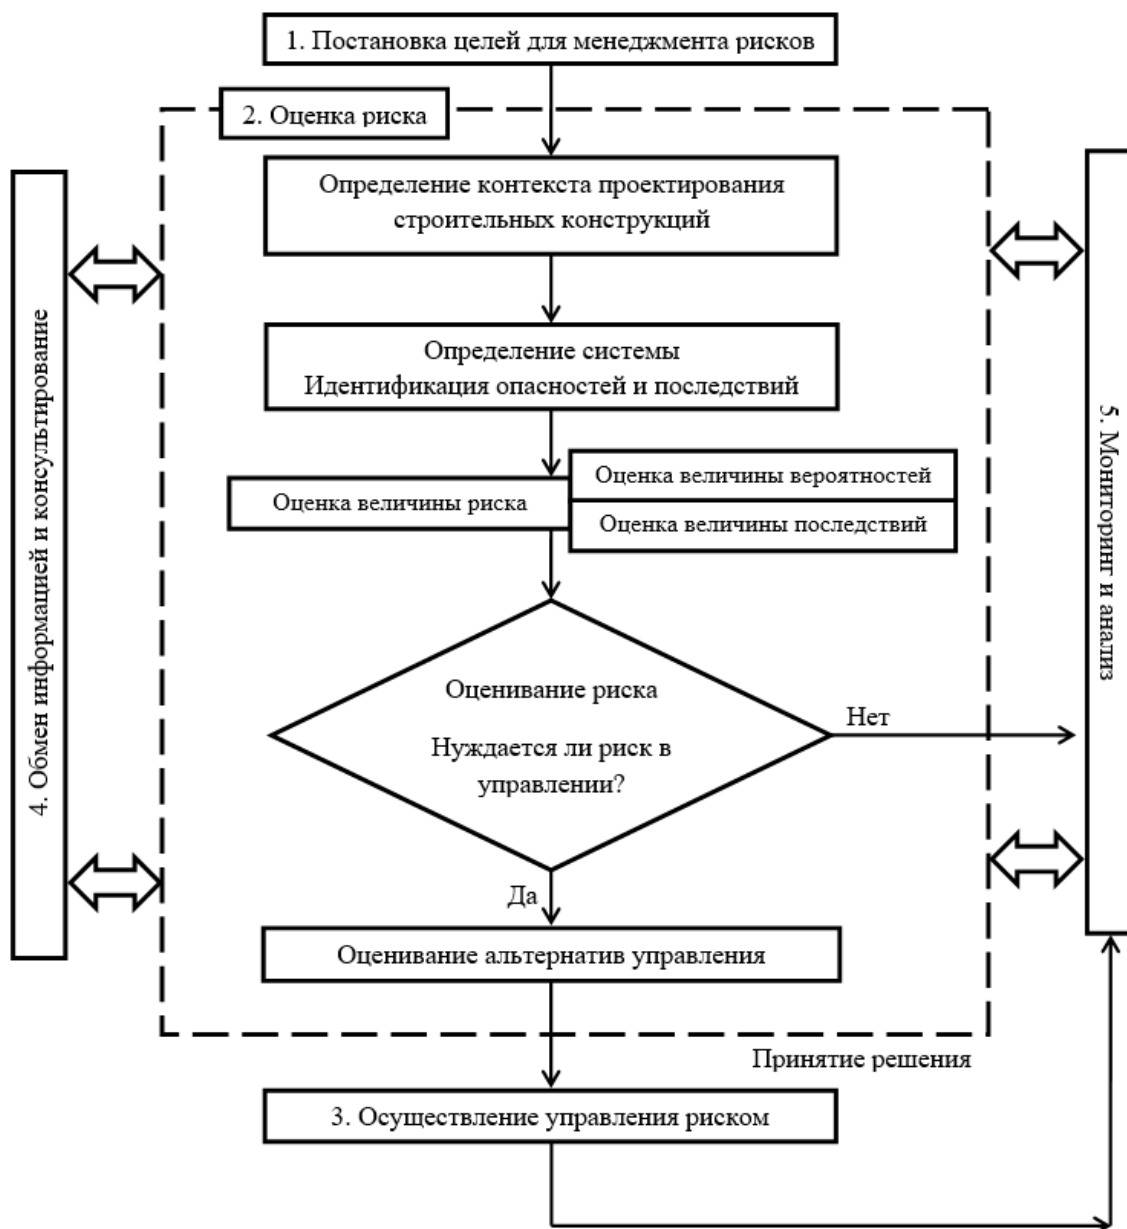 1. Постановка целей для менеджмента рисков
2. Оценка риска
Определение контекста проектирования
строительных конструкций
Определение системы
Идентификация опасностей и последствий
Оценка величины риска
Оценка величины вероятностей
Оценка величины последствий
Оценивание риска
Нуждается ли риск в
управлении?
Нет
Да
Оценивание альтернатив управления
Принятие решения
3. Осуществление управления риском
4. Обмен информацией и консультирование
5. Мониторинг и анализ